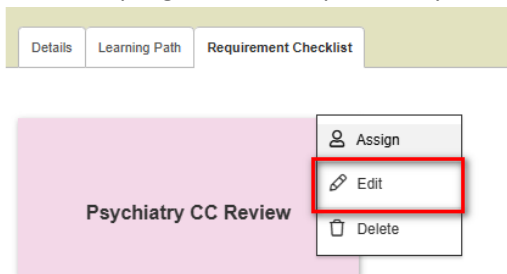 Details
Learning Path
Requirement Checklist
Assign
Edit
Psychiatry CC Review
Delete